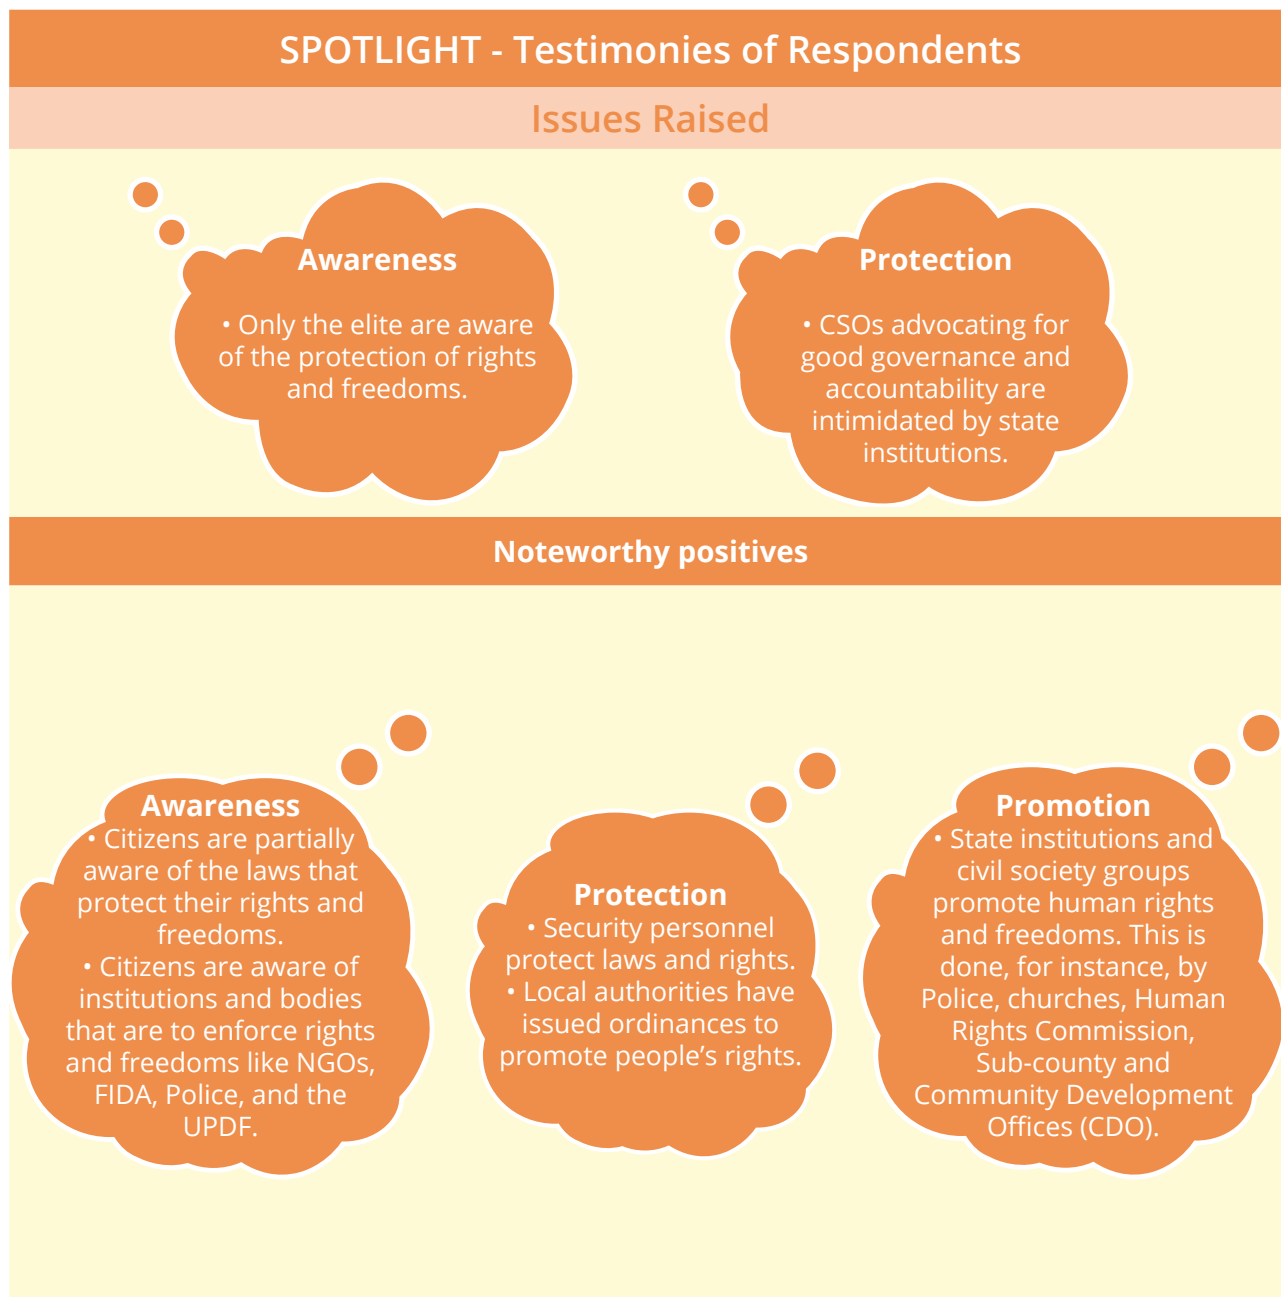 SPOTLIGHT - Testimonies of Respondents
Issues Raised
Awareness
• Only the elite are aware
of the protection of rights
and freedoms.
Protection
• CSOs advocating for
good governance and
accountability are
intimidated by state
institutions.
Noteworthy positives
Awareness
• Citizens are partially
aware of the laws that
protect their rights and
freedoms.
• Citizens are aware of
institutions and bodies
that are to enforce rights
and freedoms like NGOs,
FIDA, Police, and the
UPDF.
Protection
• Security personnel
protect laws and rights.
• Local authorities have
issued ordinances to
promote people’s rights.
Promotion
• State institutions and
civil society groups
promote human rights
and freedoms. This is
done, for instance, by
Police, churches, Human
Rights Commission,
Sub-county and
Community Development
Offices (CDO).